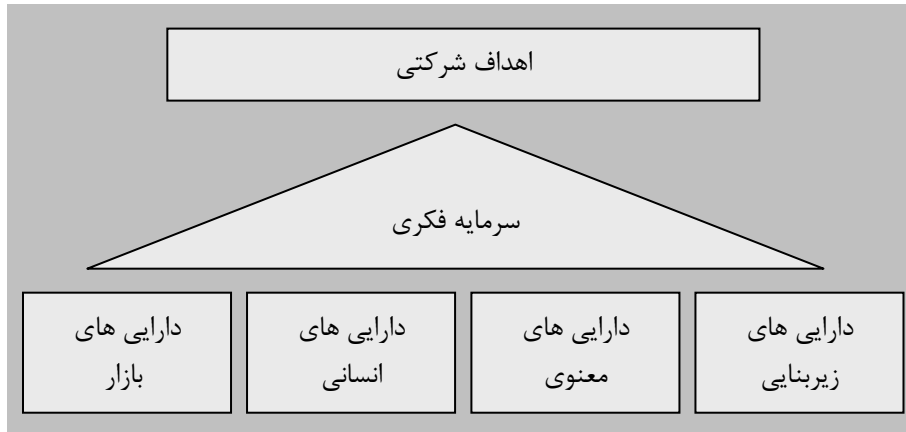 اهداف شرکتی
سرمایه فکری
دارایی های
زیربنایی
دارایی های
معنوی
دارایی های
انسانی
دارایی های
بازار